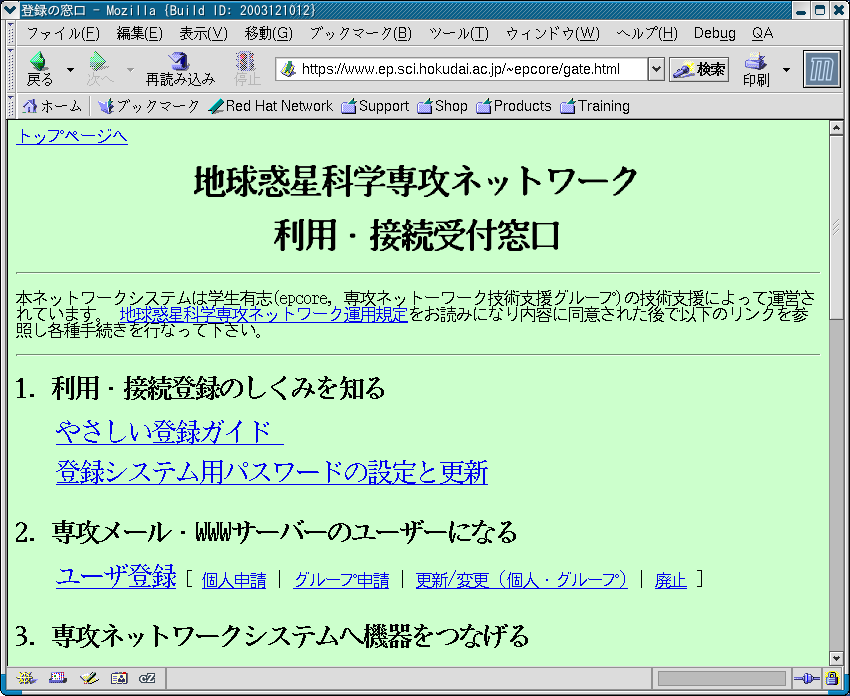 登録の窓口 - Mozilla {Build ID: 2003121012}
ファイル(F) 編集(E) 表示(V) 移動(G) ブックマーク(B) ツール(T) ウィンドウ(W) ヘルプ(H) Debug QA
戻る 次へ 再読み込み 停止 https://www.ep.sci.hokudai.ac.jp/~epcore/gate.html 検索 印刷
ホーム ブックマーク Red Hat Network Support Shop Products Training
トップページへ
地球惑星科学専攻ネットワーク
利用・接続受付窓口
本ネットワークシステムは学生有志(epcore, 専攻ネットーワーク技術支援グループ)の技術支援によって運営さ
れています。 地球惑星科学専攻ネットワーク運用規定をお読みになり内容に同意された後で以下のリンクを参
照し各種手続きを行なって下さい。
1. 利用・接続登録のしくみを知る
やさしい登録ガイド
登録システム用パスワードの設定と更新
2. 専攻メール・WWWサーバーのユーザーになる
ユーザ登録 [ 個人申請 | グループ申請 | 更新/変更（個人・グループ） | 廃止 ]
3. 専攻ネットワークシステムへ機器をつなげる